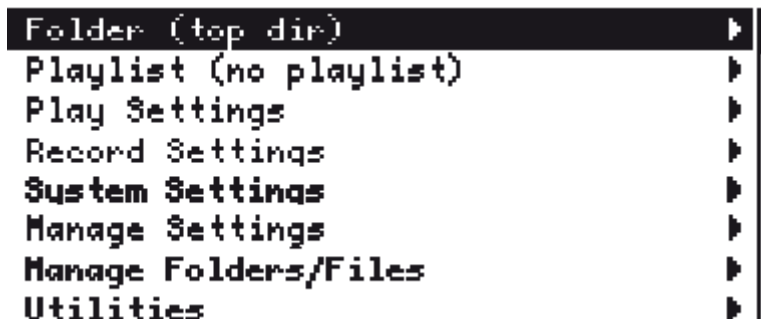 Folder (top dir)
Playlist (no playlist)
Play Settings
Record Settings
System Settings
Manage Settings
Manage Folders/Files
Utilities